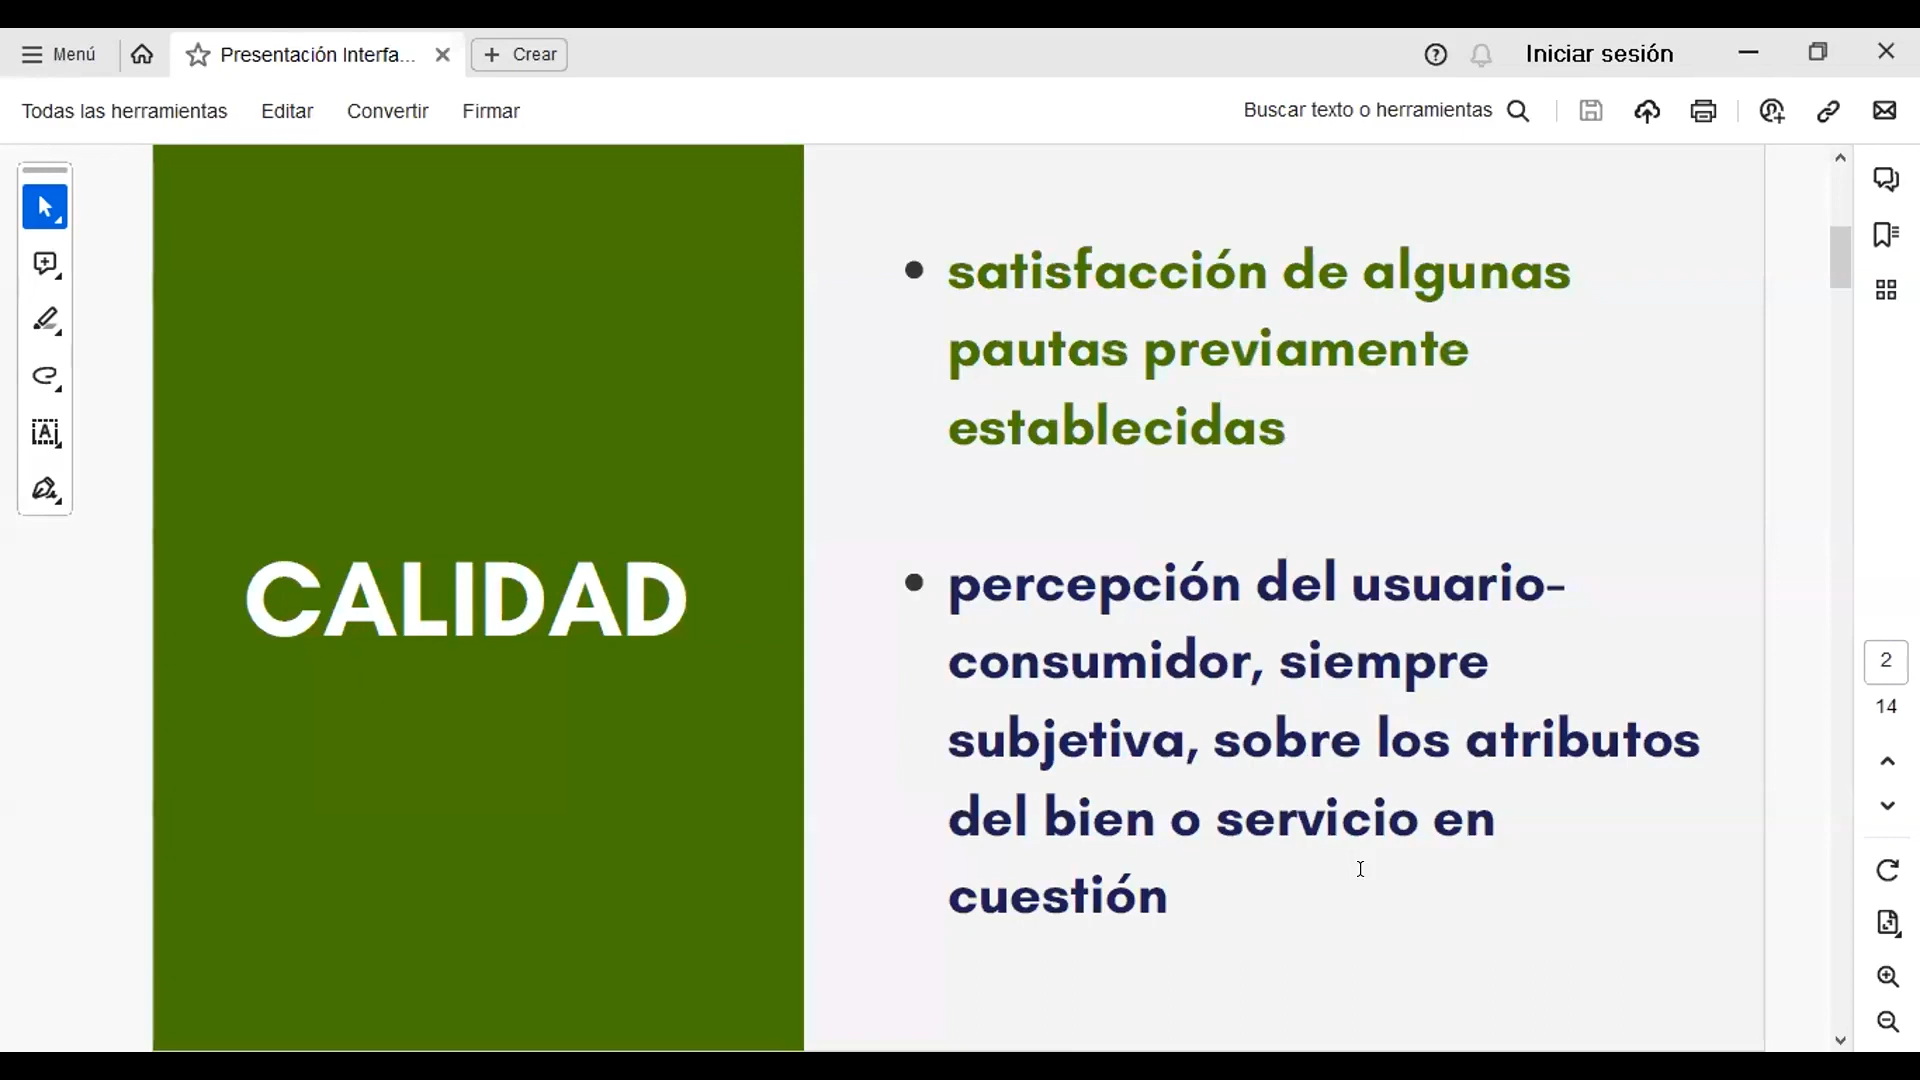 Menú
Presentación Interfa...
Crear
Iniciar sesión
Todas las herramientas
Editar
Convertir
Firmar
Buscar texto o herramientas
CALIDAD
• satisfacción de algunas
pautas previamente
establecidas
• percepción del usuario-
consumidor, siempre
subjetiva, sobre los atributos
del bien o servicio en
cuestión
2
14